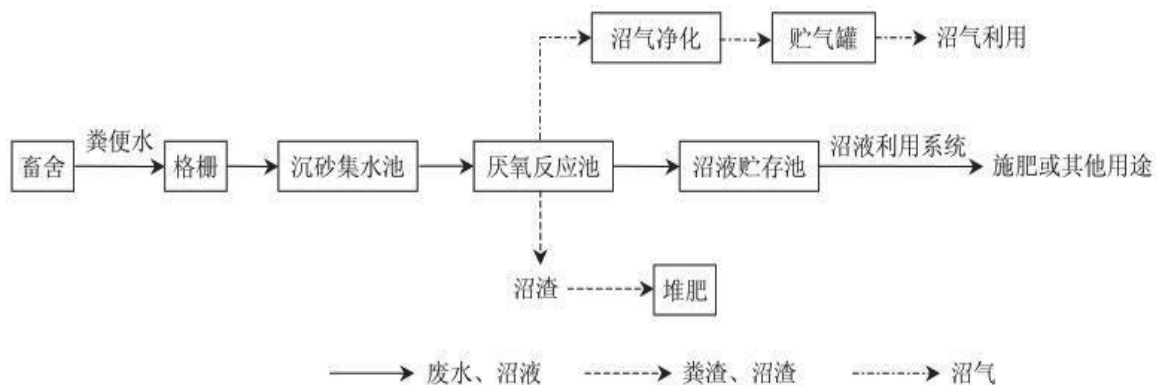 沼气净化 贮气罐 沼气利用
粪便水 沼液利用系统
畜舍 格栅 沉砂集水池 厌氧反应池 沼液贮存池 施肥或其他用途
沼渣 堆肥
废水、沼液 粪渣、沼渣 沼气